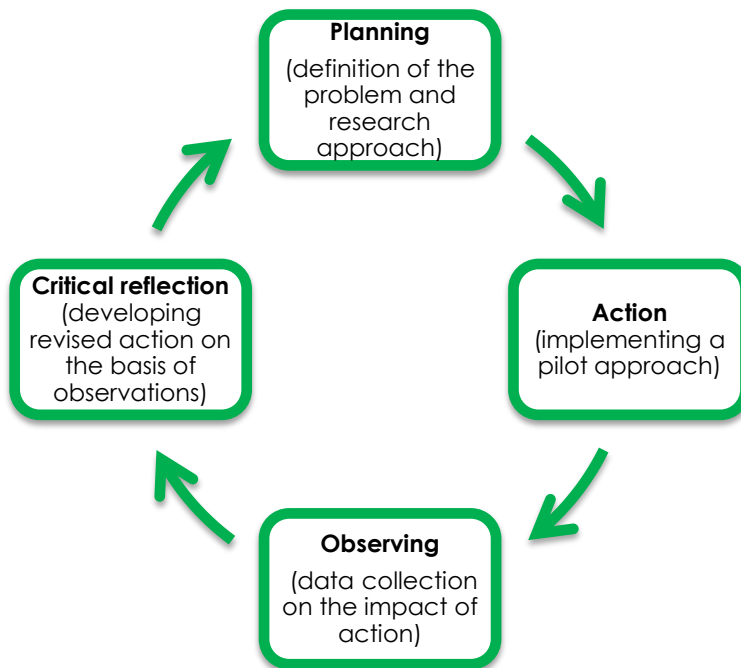 Planning
(definition of the
problem and
research
approach)
Action
(implementing a
pilot approach)
Observing
(data collection
on the impact of
action)
Critical reflection
(developing
revised action on
the basis of
observations)